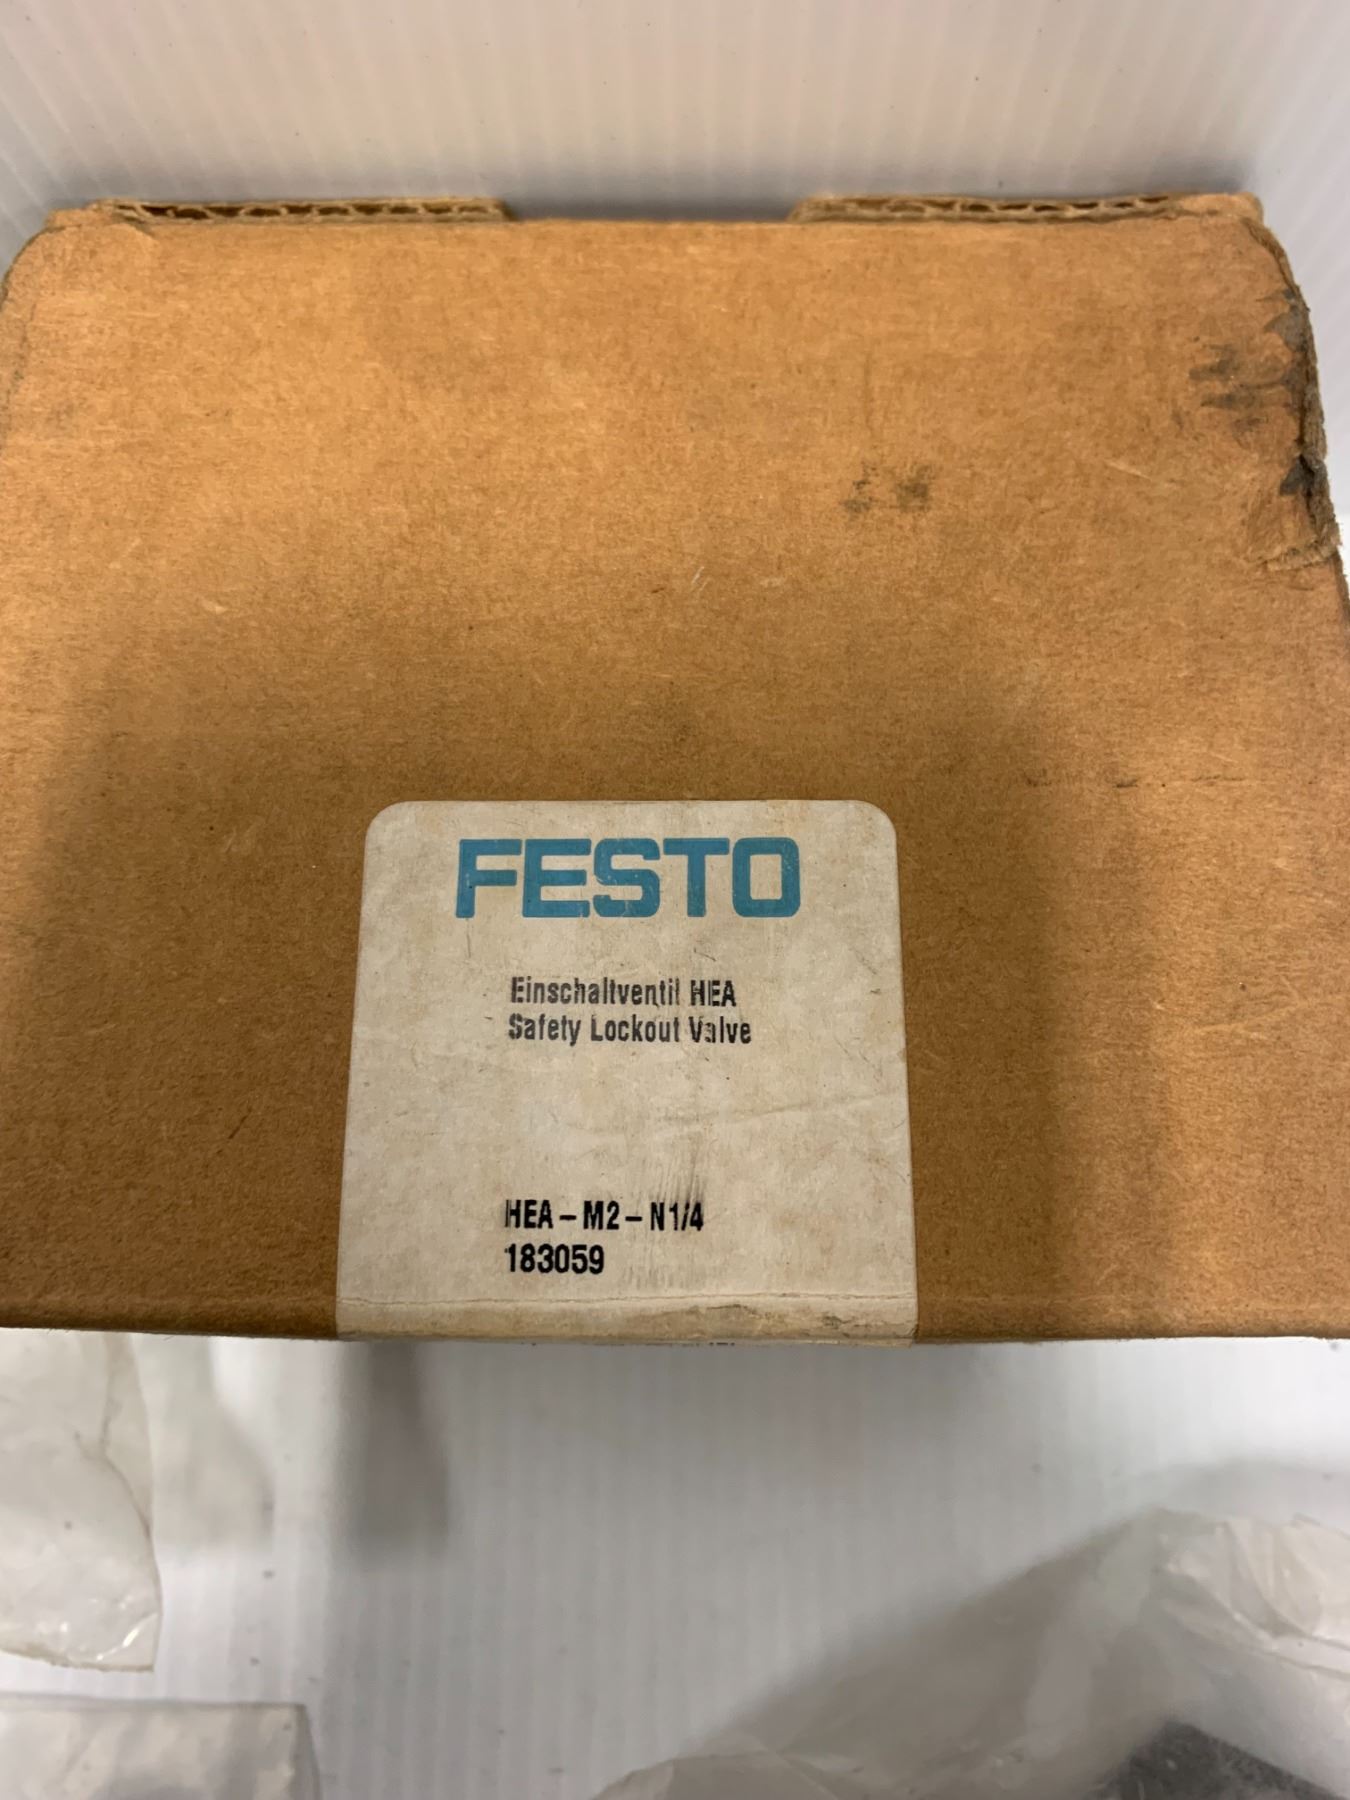 FESTO
Einschaltventil HEA
Safety Lockout Valve
HEA-M2-N1/4
183059